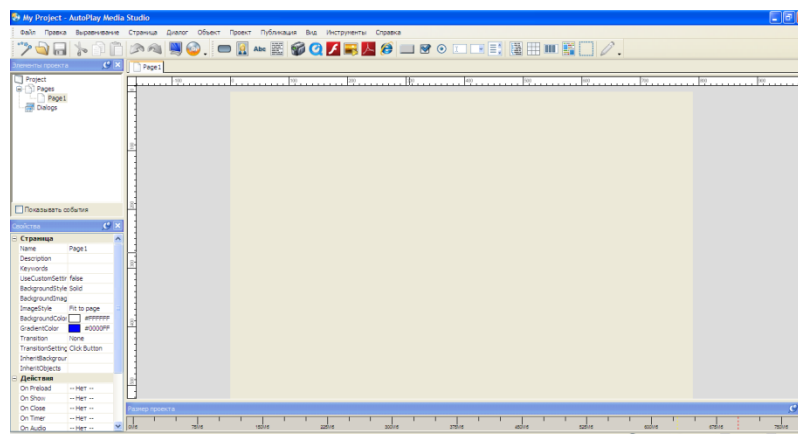 My Project - AutoPlay Media Studio
Файл Правка Выравнивание Страница Диалог Объект Проект Публикация Вид Инструменты Справка
Abc
Элементы проекта
Page1
Project
Pages
Page1
Dialogs
Показывать события
Свойства
Страница
Name Page1
Description
Keywords
UseCustomSettir false
BackgroundStyle Solid
BackgroundImag
ImageStyle Fit to page
BackgroundColor #FFFFFF
GradientColor #0000FF
Transition None
TransitionSetting Click Button
InheritBackgrour
InheritObjects
Действия
On Preload -- Нет --
On Show -- Нет --
On Close -- Нет --
On Timer -- Нет --
On Audio -- Нет --
Размер проекта